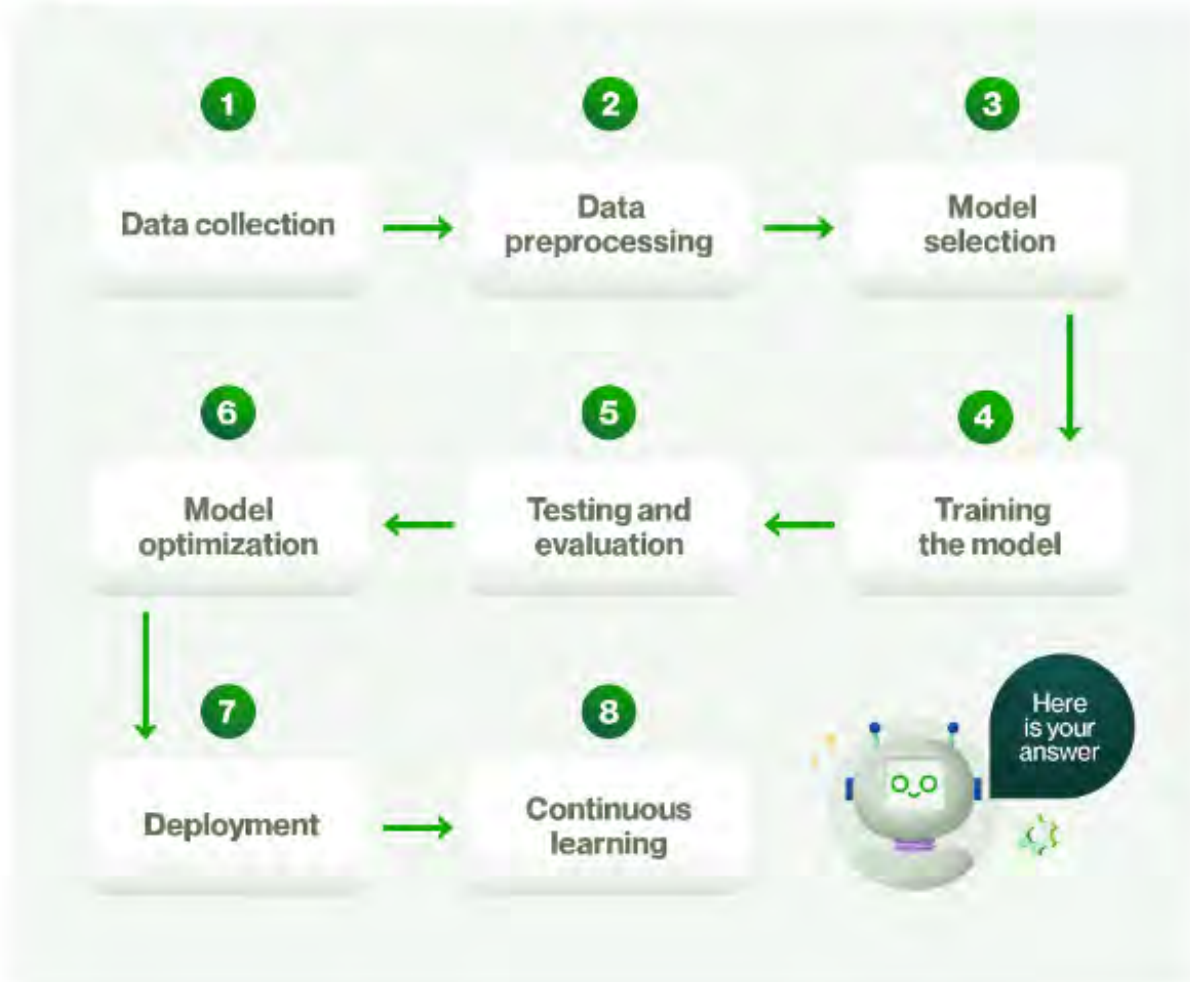 1
Data collection
2
Data
preprocessing
3
Model
selection
4
Training
the model
5
Testing and
evaluation
6
Model
optimization
7
Deployment
8
Continuous
learning
Here
is your
answer